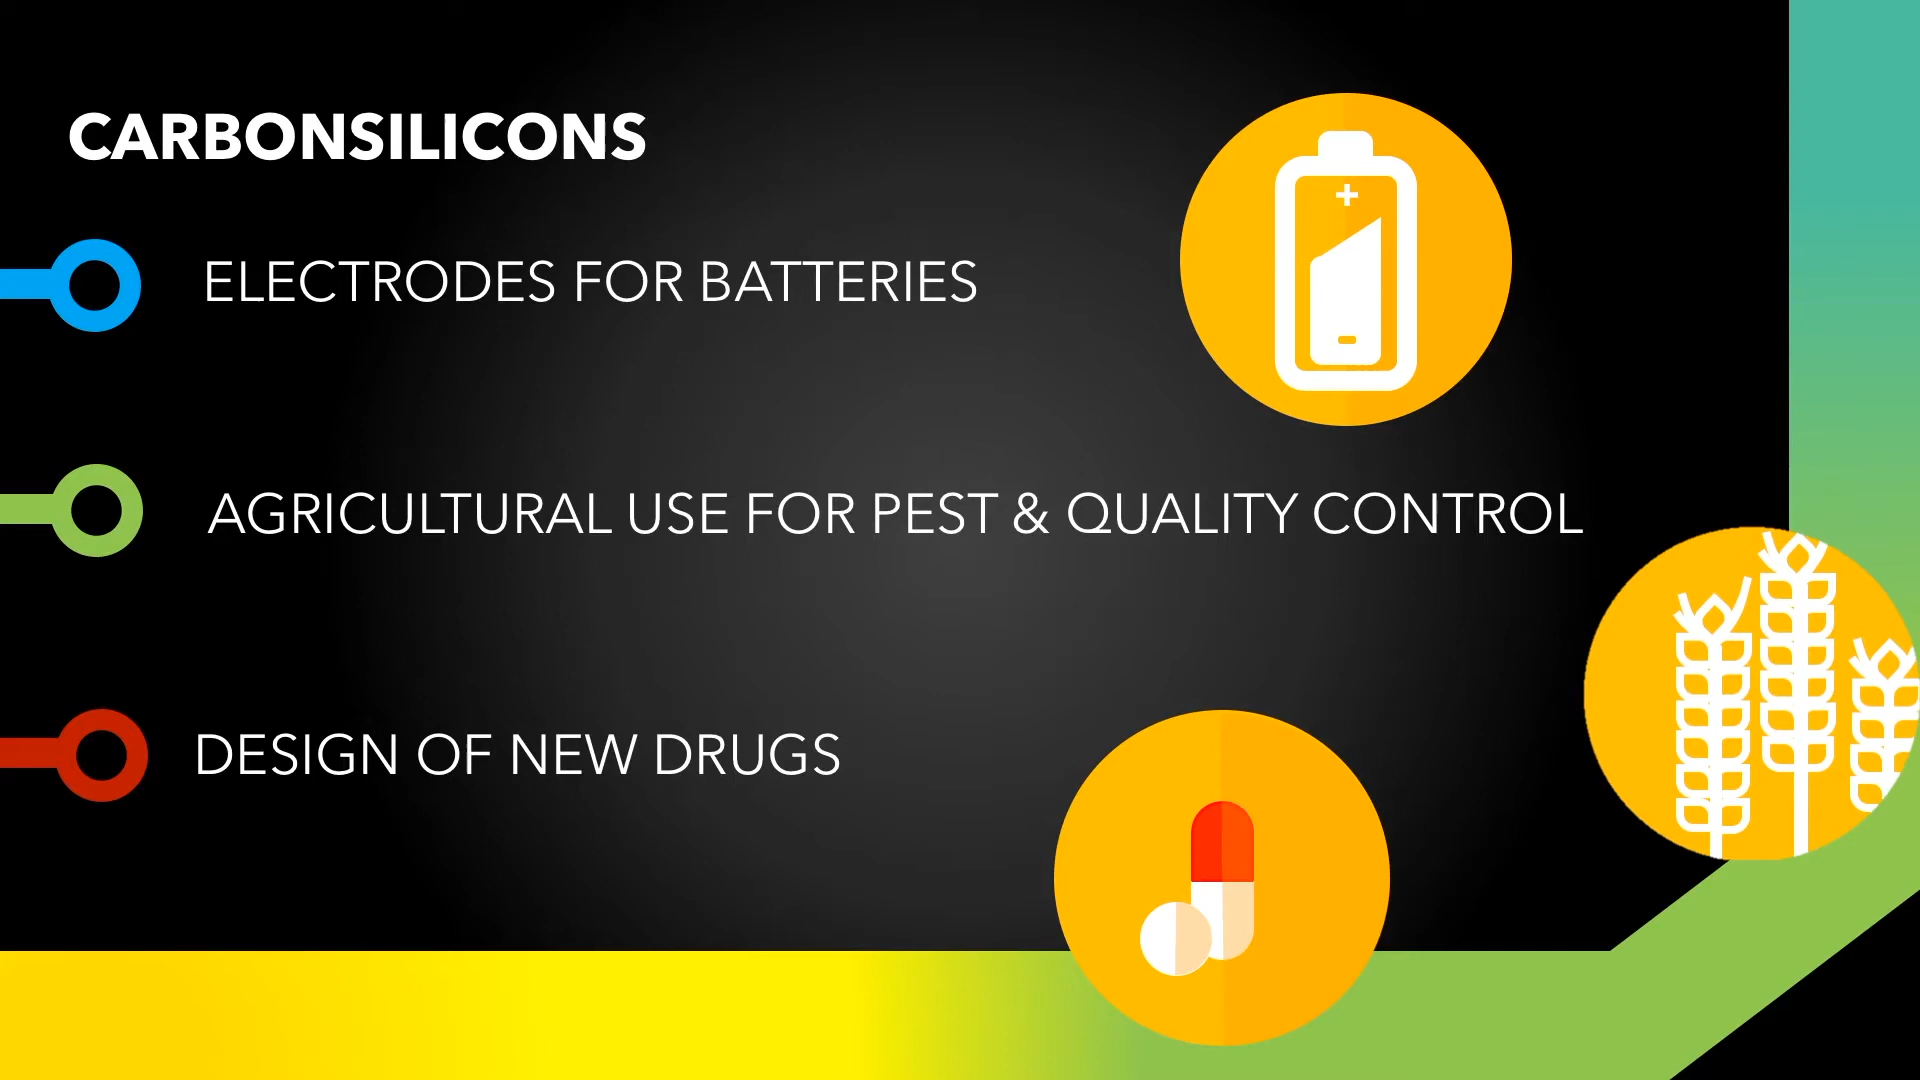 CARBONSILICONS
ELECTRODES FOR BATTERIES
AGRICULTURAL USE FOR PEST & QUALITY CONTROL
DESIGN OF NEW DRUGS